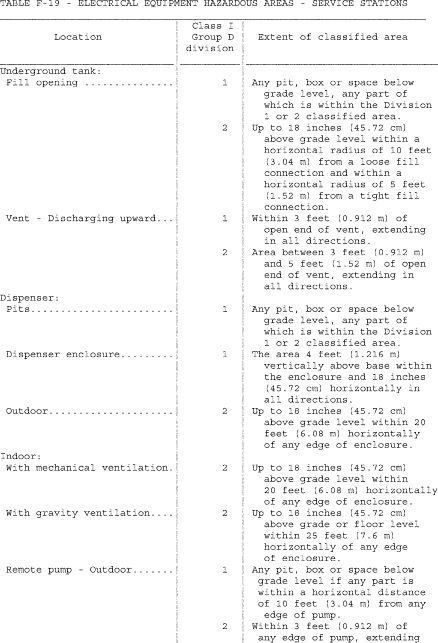 TABLE F-19 - ELECTRICAL EQUIPMENT HAZARDOUS AREAS - SERVICE STATIONS
Class I
Location Group D Extent of classified area
division
Underground tank:
Fill opening ............... 1 Any pit, box or space below
grade level, any part of
which is within the Division
1 or 2 classified area.
2 Up to 18 inches (45.72 cm)
above grade level within a
horizontal radius of 10 feet
(3.04 m) from a loose fill
connection and within a
horizontal radius of 5 feet
(1.52 m) from a tight fill
connection.
Vent - Discharging upward... 1 Within 3 feet (0.912 m) of
open end of vent, extending
in all directions.
2 Area between 3 feet (0.912 m)
and 5 feet (1.52 m) of open
end of vent, extending in
all directions.
Dispenser:
Pits........................ 1 Any pit, box or space below
grade level, any part of
which is within the Division
1 or 2 classified area.
Dispenser enclosure......... 1 The area 4 feet (1.216 m)
vertically above base within
the enclosure and 18 inches
(45.72 cm) horizontally in
all directions.
Outdoor..................... 2 Up to 18 inches (45.72 cm)
above grade level within 20
feet (6.08 m) horizontally
of any edge of enclosure.
Indoor:
With mechanical ventilation. 2 Up to 18 inches (45.72 cm)
above grade level within
20 feet (6.08 m) horizontally
of any edge of enclosure.
With gravity ventilation.... 2 Up to 18 inches (45.72 cm)
above grade or floor level
within 25 feet (7.6 m)
horizontally of any edge
of enclosure.
Remote pump - Outdoor....... 1 Any pit, box or space below
grade level if any part is
within a horizontal distance
of 10 feet (3.04 m) from any
edge of pump.
2 Within 3 feet (0.912 m) of
any edge of pump, extending